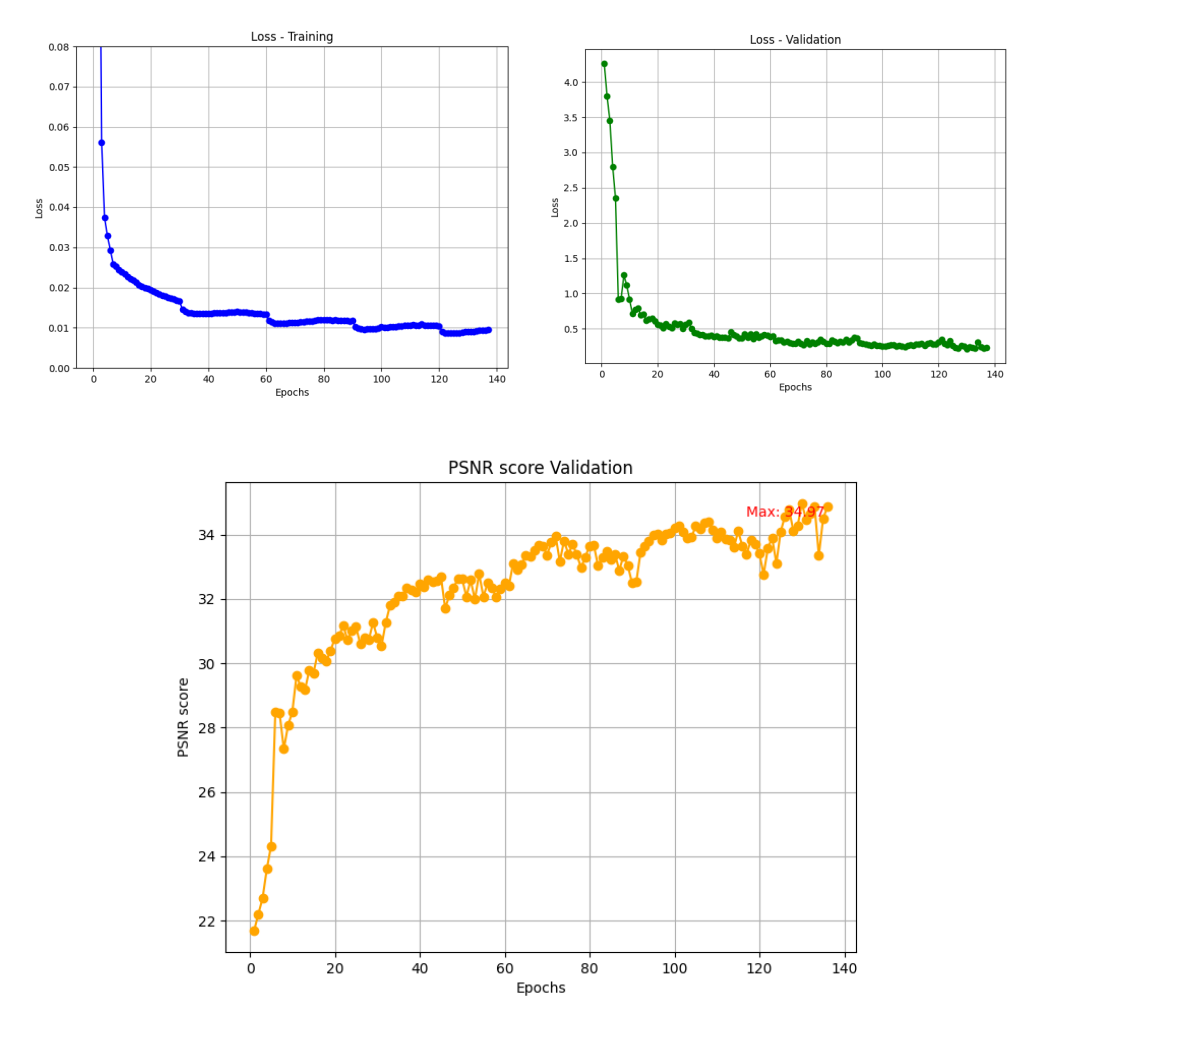 Loss - Training
0.08
0.07
0.06
0.05
0.04
0.03
0.02
0.01
0.00
Loss
0 20 40 60 80 100 120 140
Epochs
Loss - Validation
4.0
3.5
3.0
2.5
2.0
1.5
1.0
0.5
Loss
0 20 40 60 80 100 120 140
Epochs
PSNR score Validation
Max: 34.97
34
32
30
28
26
24
22
PSNR score
0 20 40 60 80 100 120 140
Epochs